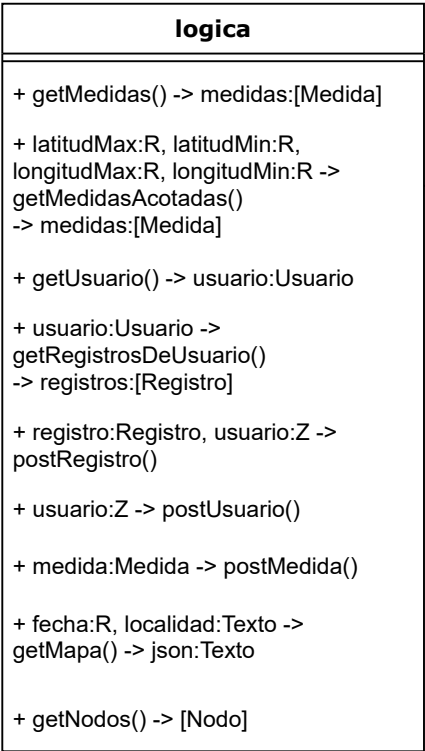 logica
+ getMedidas() -> medidas:[Medida]
+ latitudMax:R, latitudMin:R,
longitudMax:R, longitudMin:R ->
getMedidasAcotadas()
-> medidas:[Medida]
+ getUsuario() -> usuario:Usuario
+ usuario:Usuario ->
getRegistrosDeUsuario()
-> registros:[Registro]
+ registro:Registro, usuario:Z ->
postRegistro()
+ usuario:Z -> postUsuario()
+ medida:Medida -> postMedida()
+ fecha:R, localidad:Texto ->
getMapa() -> json:Texto
+ getNodos() -> [Nodo]